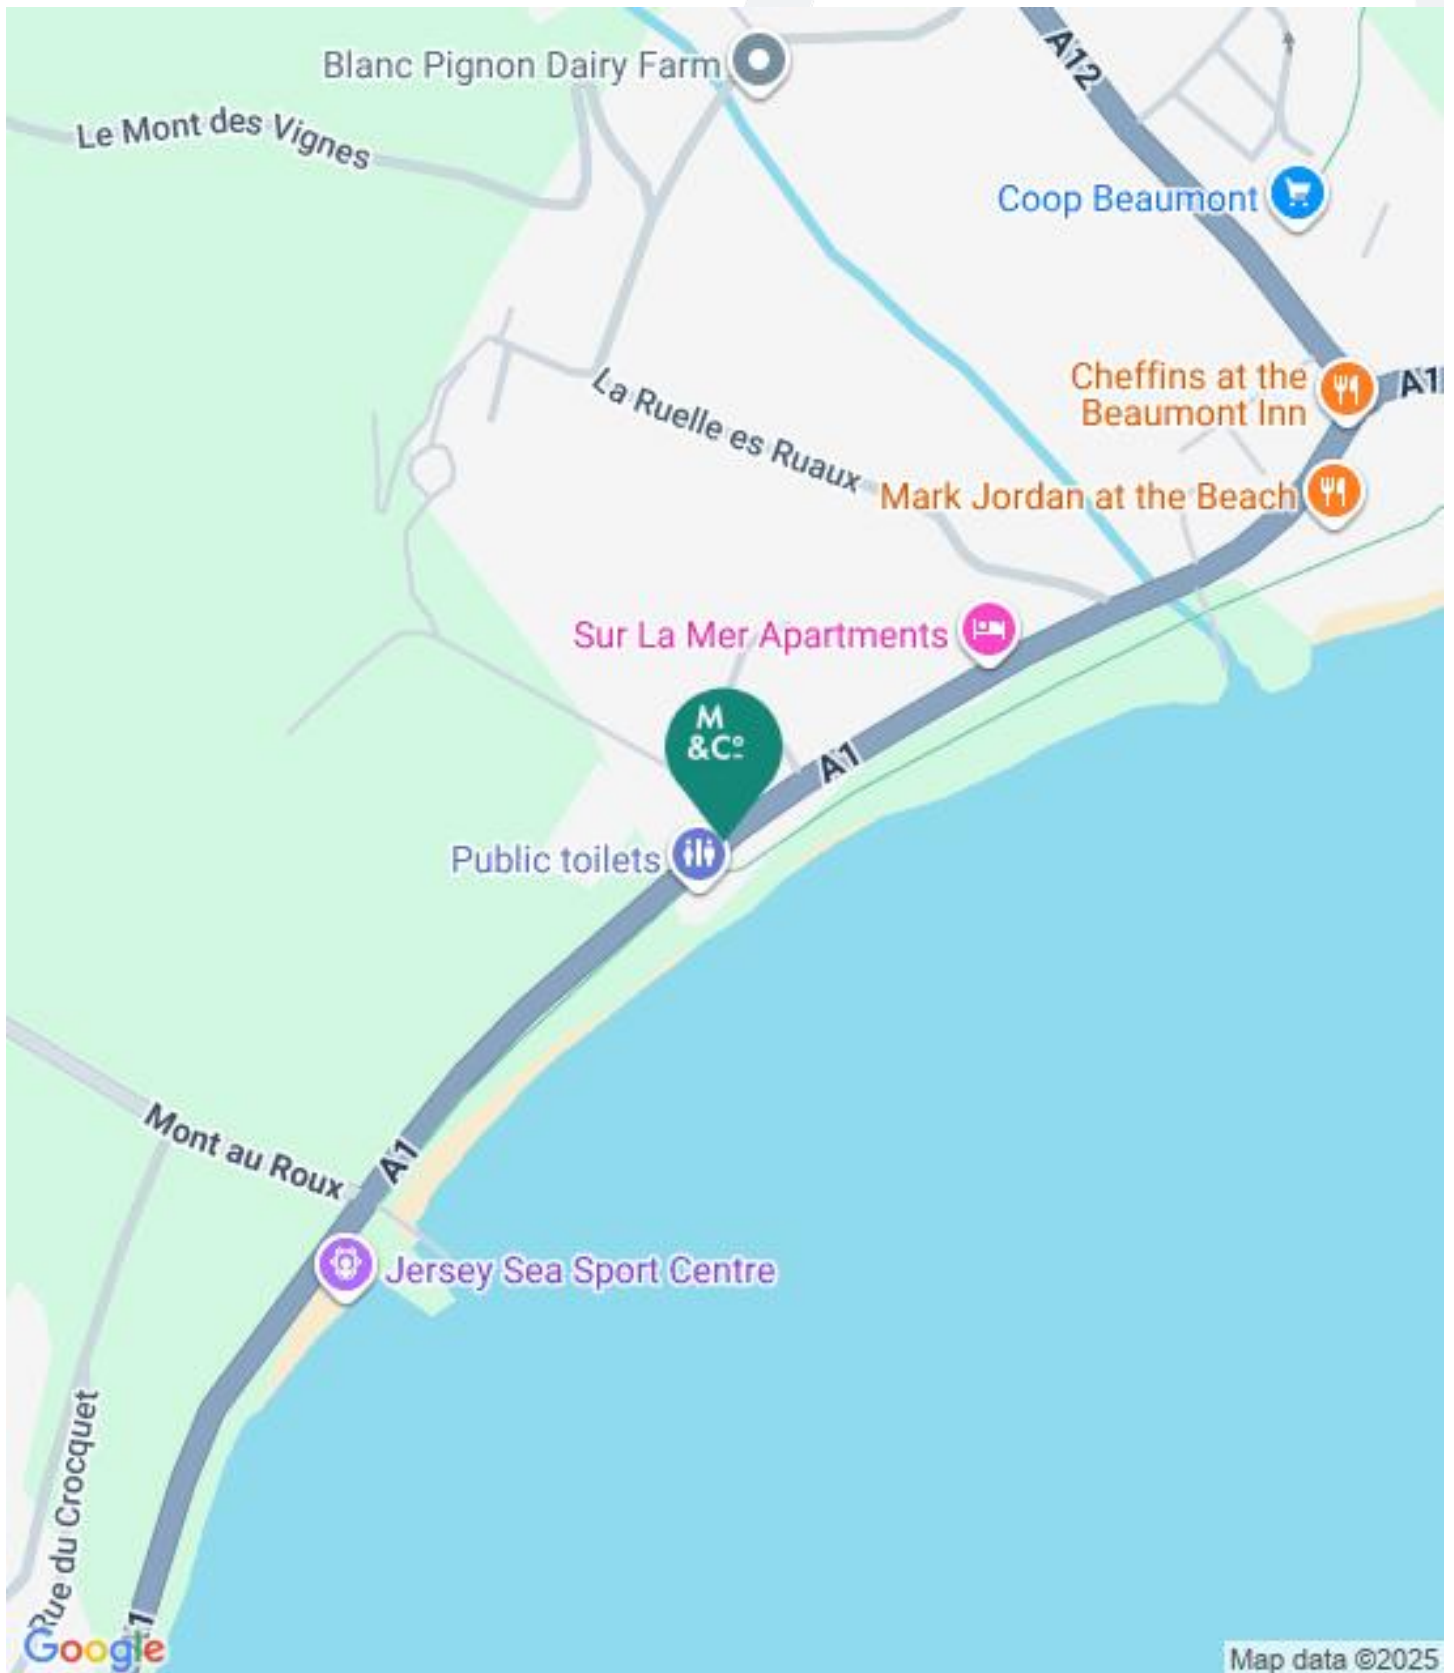 Blanc Pignon Dairy Farm
A12
Le Mont des Vignes
Coop Beaumont
Cheffins at the
Beaumont Inn
A1
La Ruelle es Ruaux
Mark Jordan at the Beach
Sur La Mer Apartments
M
&Cº
A1
Public toilets
Mont au Roux
A1
Jersey Sea Sport Centre
Rue du Crocquet
A1
Google
Map data ©2025